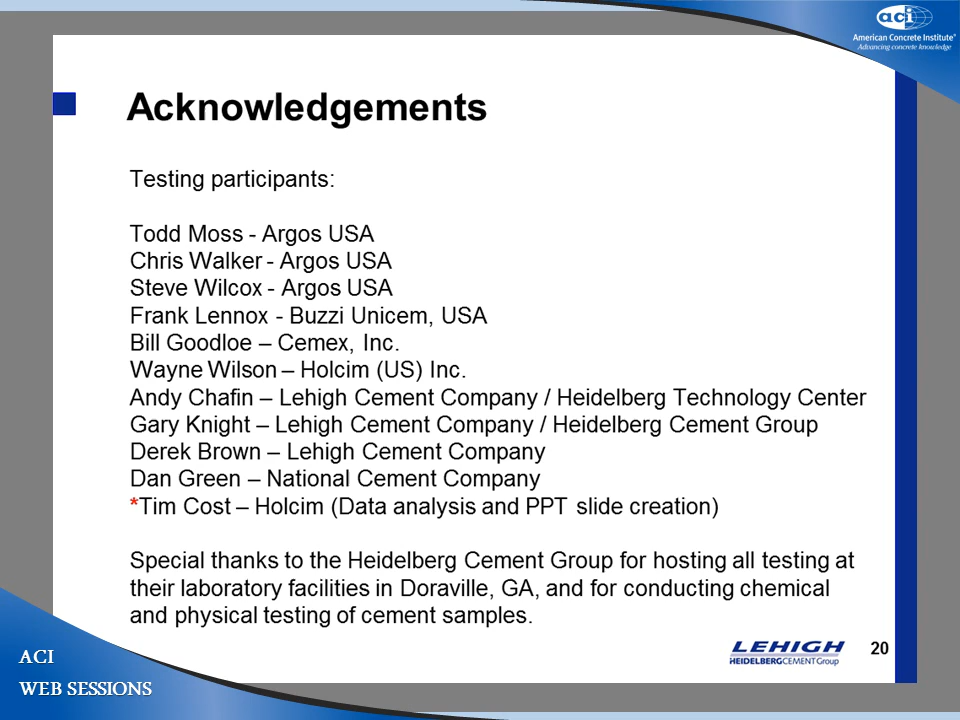 aci
American Concrete Institute®
Advancing concrete knowledge
Acknowledgements
Testing participants:
Todd Moss - Argos USA
Chris Walker - Argos USA
Steve Wilcox - Argos USA
Frank Lennox - Buzzi Unicem, USA
Bill Goodloe – Cemex, Inc.
Wayne Wilson – Holcim (US) Inc.
Andy Chafin – Lehigh Cement Company / Heidelberg Technology Center
Gary Knight – Lehigh Cement Company / Heidelberg Cement Group
Derek Brown – Lehigh Cement Company
Dan Green – National Cement Company
*Tim Cost – Holcim (Data analysis and PPT slide creation)
Special thanks to the Heidelberg Cement Group for hosting all testing at
their laboratory facilities in Doraville, GA, and for conducting chemical
and physical testing of cement samples.
LEHIGH
HEIDELBERGCEMENT Group
20
ACI
WEB SESSIONS